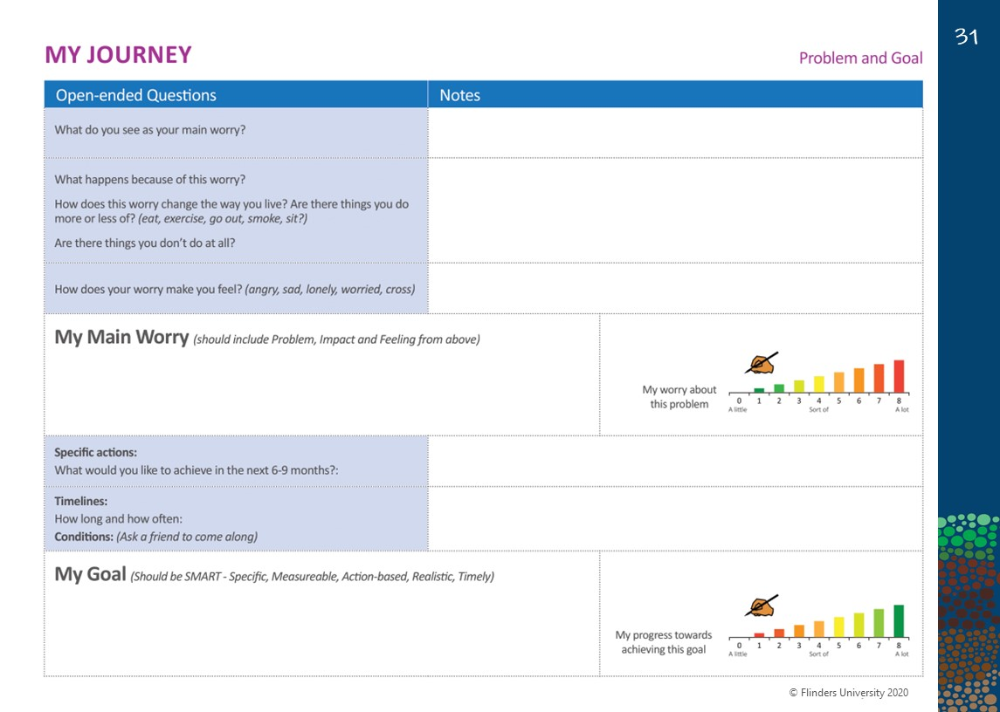 31
MY JOURNEY
Problem and Goal
Open-ended Questions
Notes
What do you see as your main worry?
What happens because of this worry?
How does this worry change the way you live? Are there things you do
more or less of? (eat, exercise, go out, smoke, sit?)
Are there things you don't do at all?
How does your worry make you feel? (angry, sad, lonely, worried, cross)
My Main Worry (should include Problem, Impact and Feeling from above)
My worry about
this problem
0 1 2 3 4 5 6 7 8
A little Sort of A lot
Specific actions:
What would you like to achieve in the next 6-9 months?:
Timelines:
How long and how often:
Conditions: (Ask a friend to come along)
My Goal (Should be SMART - Specific, Measureable, Action-based, Realistic, Timely)
My progress towards
achieving this goal
0 1 2 3 4 5 6 7 8
A little Sort of A lot
© Flinders University 2020